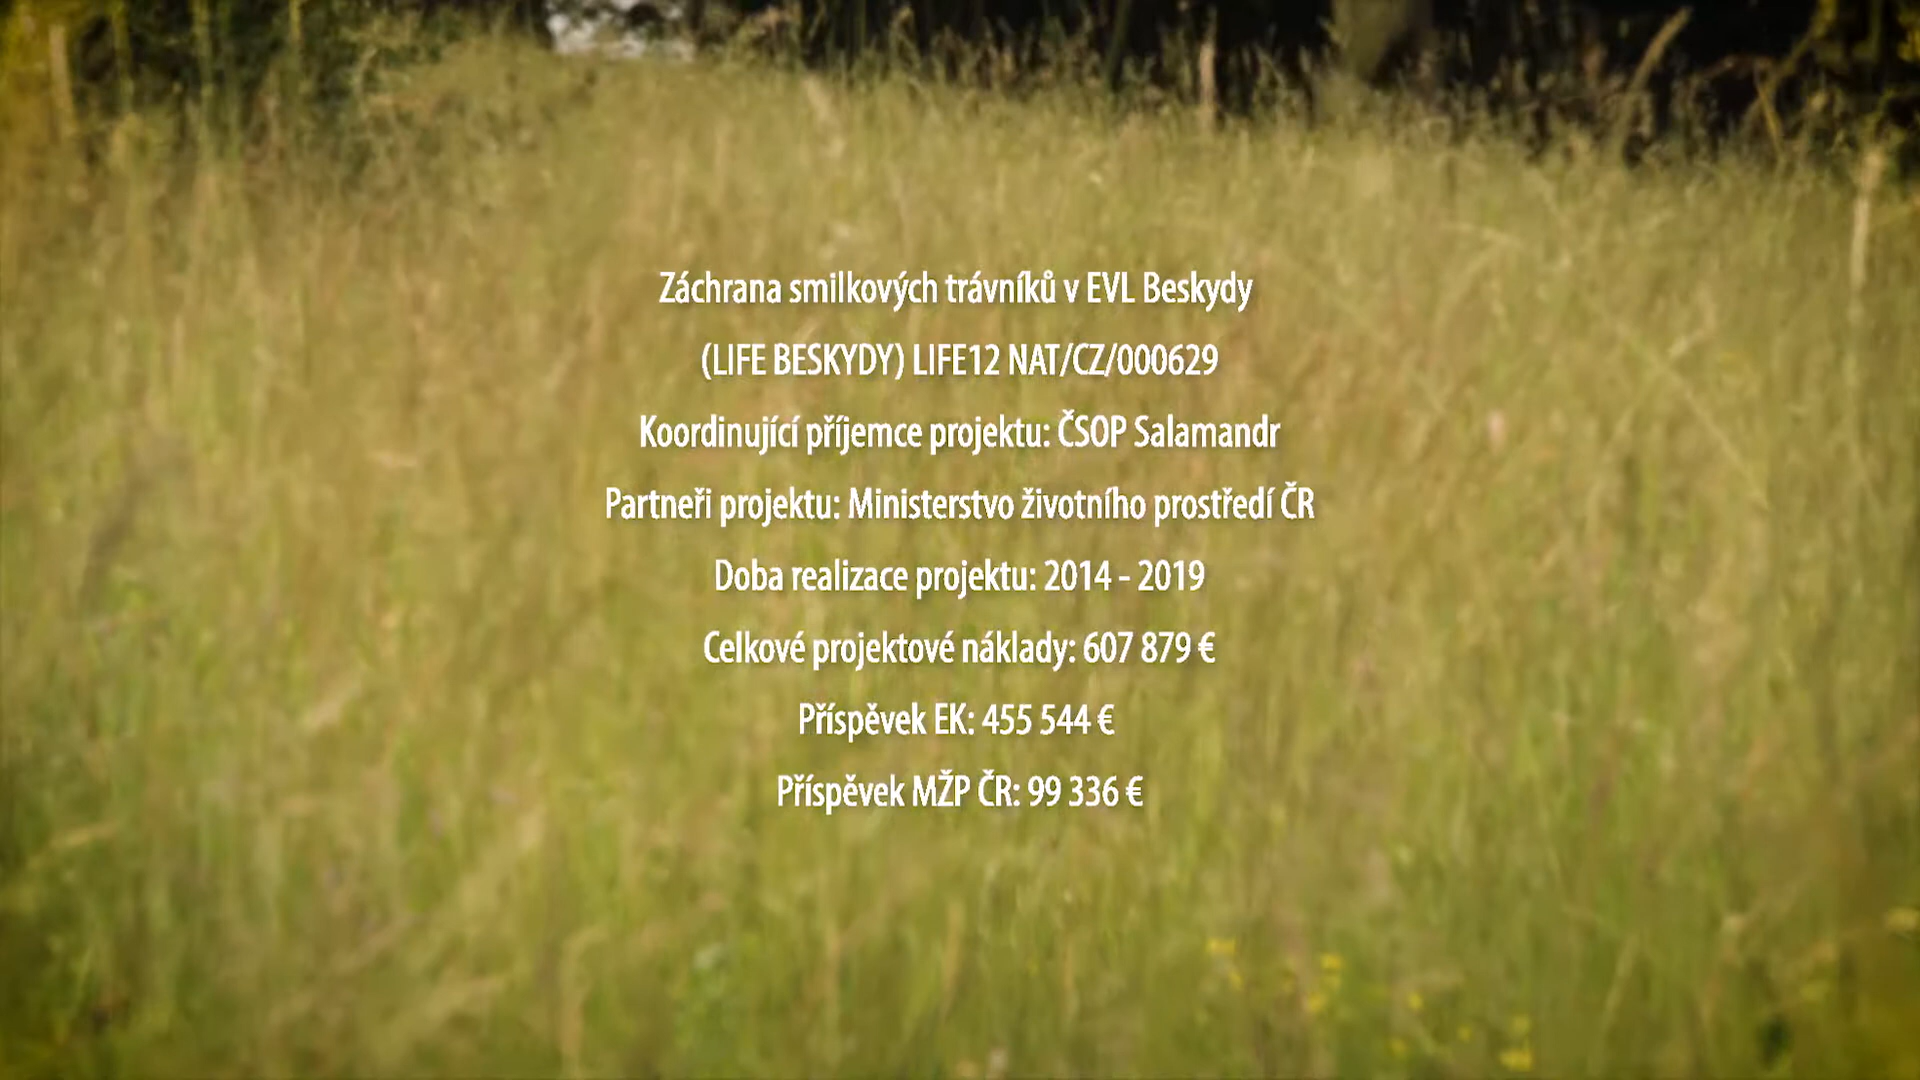 Záchrana smilkových trávníků v EVL Beskydy
(LIFE BESKYDY) LIFE12 NAT/CZ/000629
Koordinující příjemce projektu: ČSOP Salamandr
Partneři projektu: Ministerstvo životního prostředí ČR
Doba realizace projektu: 2014 - 2019
Celkové projektové náklady: 607 879 €
Příspěvek EK: 455 544 €
Příspěvek MŽP ČR: 99 336 €